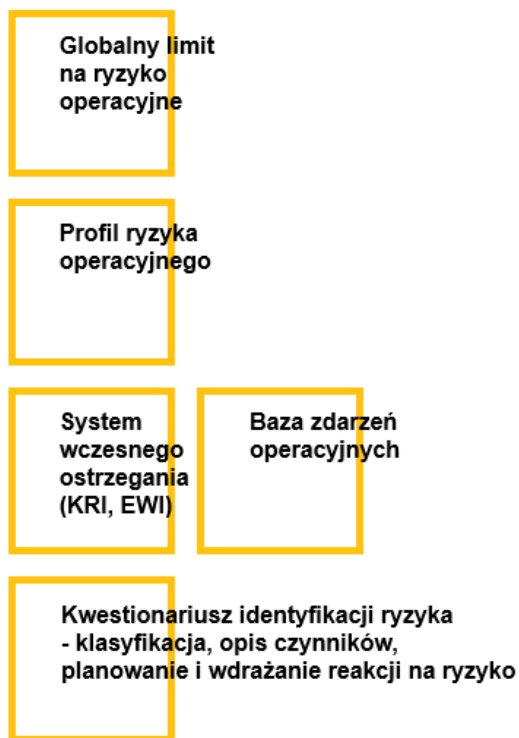 Globalny limit
na ryzyko
operacyjne
Profil ryzyka
operacyjnego
System
wczesnego
ostrzegania
(KRI, EWI)
Baza zdarzeń
operacyjnych
Kwestionariusz identyfikacji ryzyka
- klasyfikacja, opis czynników,
planowanie i wdrażanie reakcji na ryzyko